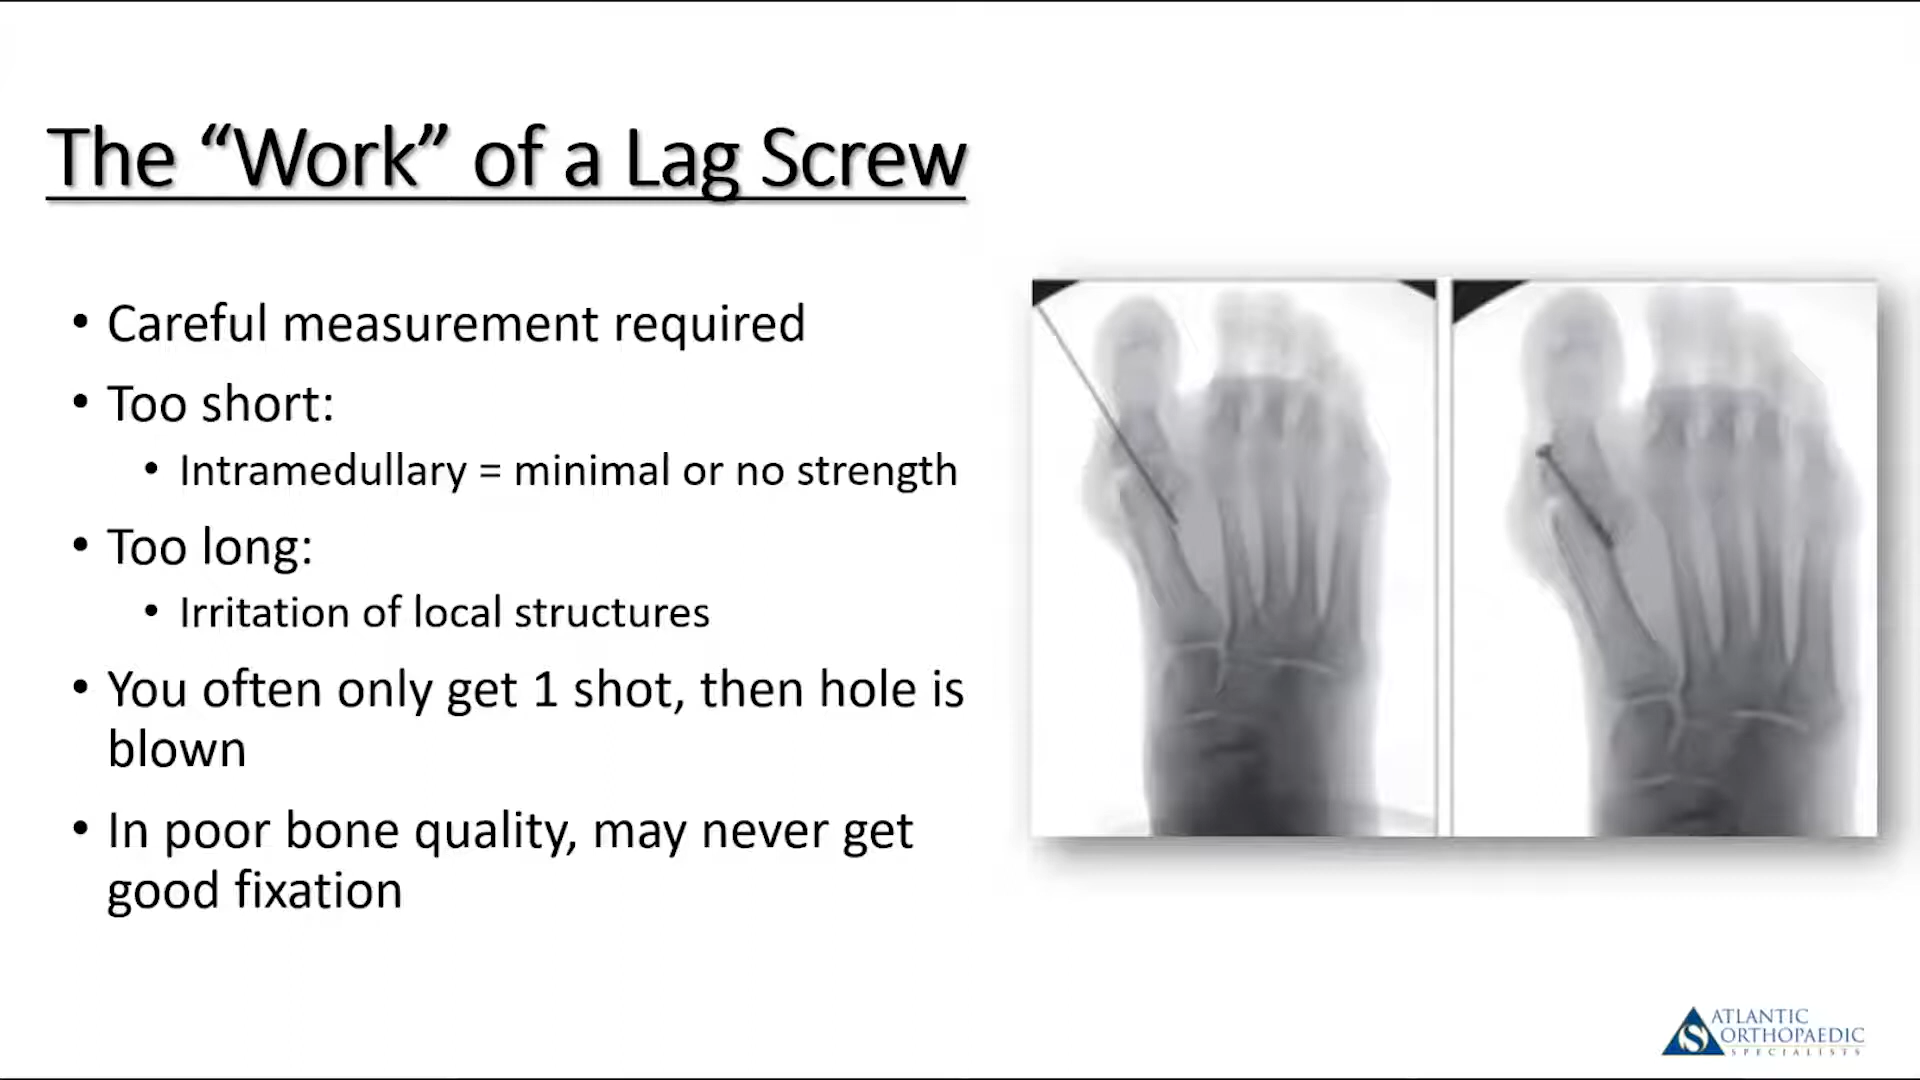 The “Work” of a Lag Screw
• Careful measurement required
• Too short:
• Intramedullary = minimal or no strength
• Too long:
• Irritation of local structures
• You often only get 1 shot, then hole is
blown
• In poor bone quality, may never get
good fixation
ATLANTIC
ORTHOPAEDIC
SPECIALISTS